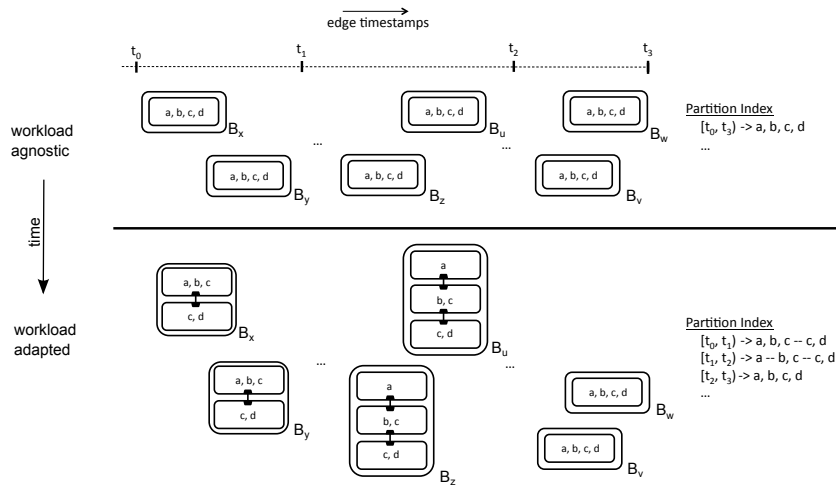 edge timestamps
t0 t1 t2 t3
a, b, c, d
Bx
a, b, c, d
Bu
a, b, c, d
Bw
workload
agnostic
...
...
a, b, c, d
By
a, b, c, d
Bz
a, b, c, d
Bv
Partition Index
[t0, t3) -> a, b, c, d
...
time
workload
adapted
a, b, c
c, d
Bx
a
b, c
c, d
Bu
...
...
a, b, c
c, d
By
a
b, c
c, d
Bz
a, b, c, d
Bw
a, b, c, d
Bv
Partition Index
[t0, t1) -> a, b, c -- c, d
[t1, t2) -> a -- b, c -- c, d
[t2, t3) -> a, b, c, d
...